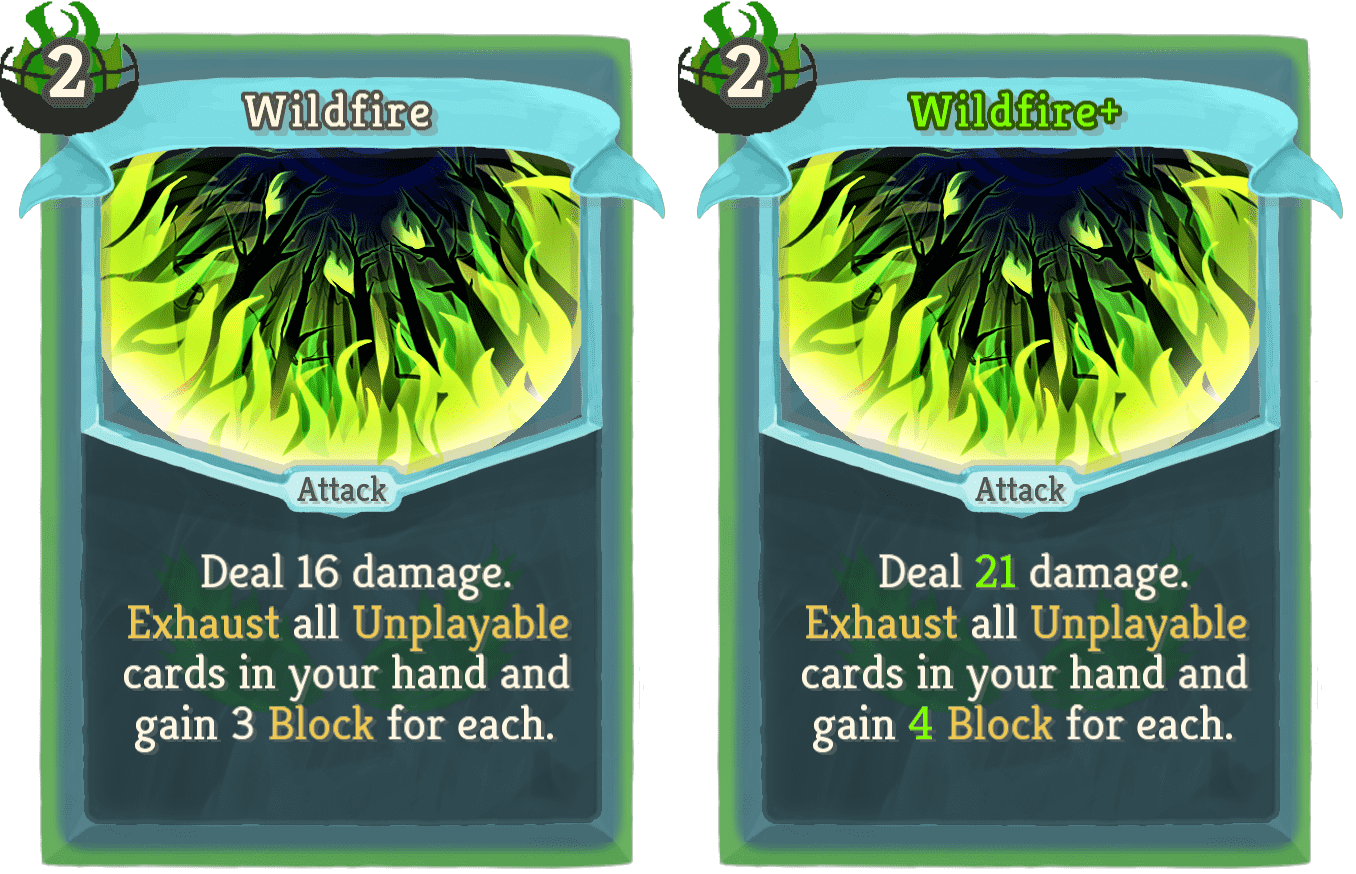 2
Wildfire
Attack
Deal 16 damage.
Exhaust all Unplayable
cards in your hand and
gain 3 Block for each.
2
Wildfire+
Attack
Deal 21 damage.
Exhaust all Unplayable
cards in your hand and
gain 4 Block for each.